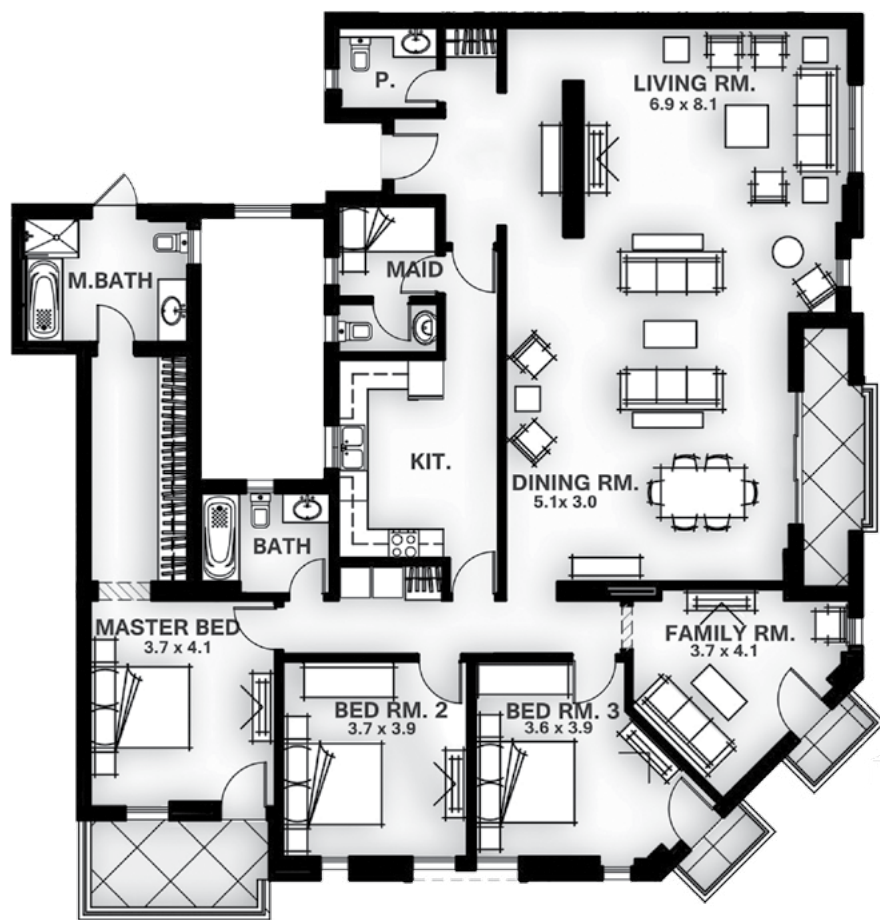 P.
LIVING RM.
6.9 x 8.1
MAID
M.BATH
KIT.
DINING RM.
5.1x 3.0
BATH
MASTER BED
3.7 x 4.1
FAMILY RM.
3.7 x 4.1
BED RM. 2
3.7 x 3.9
BED RM. 3
3.6 x 3.9